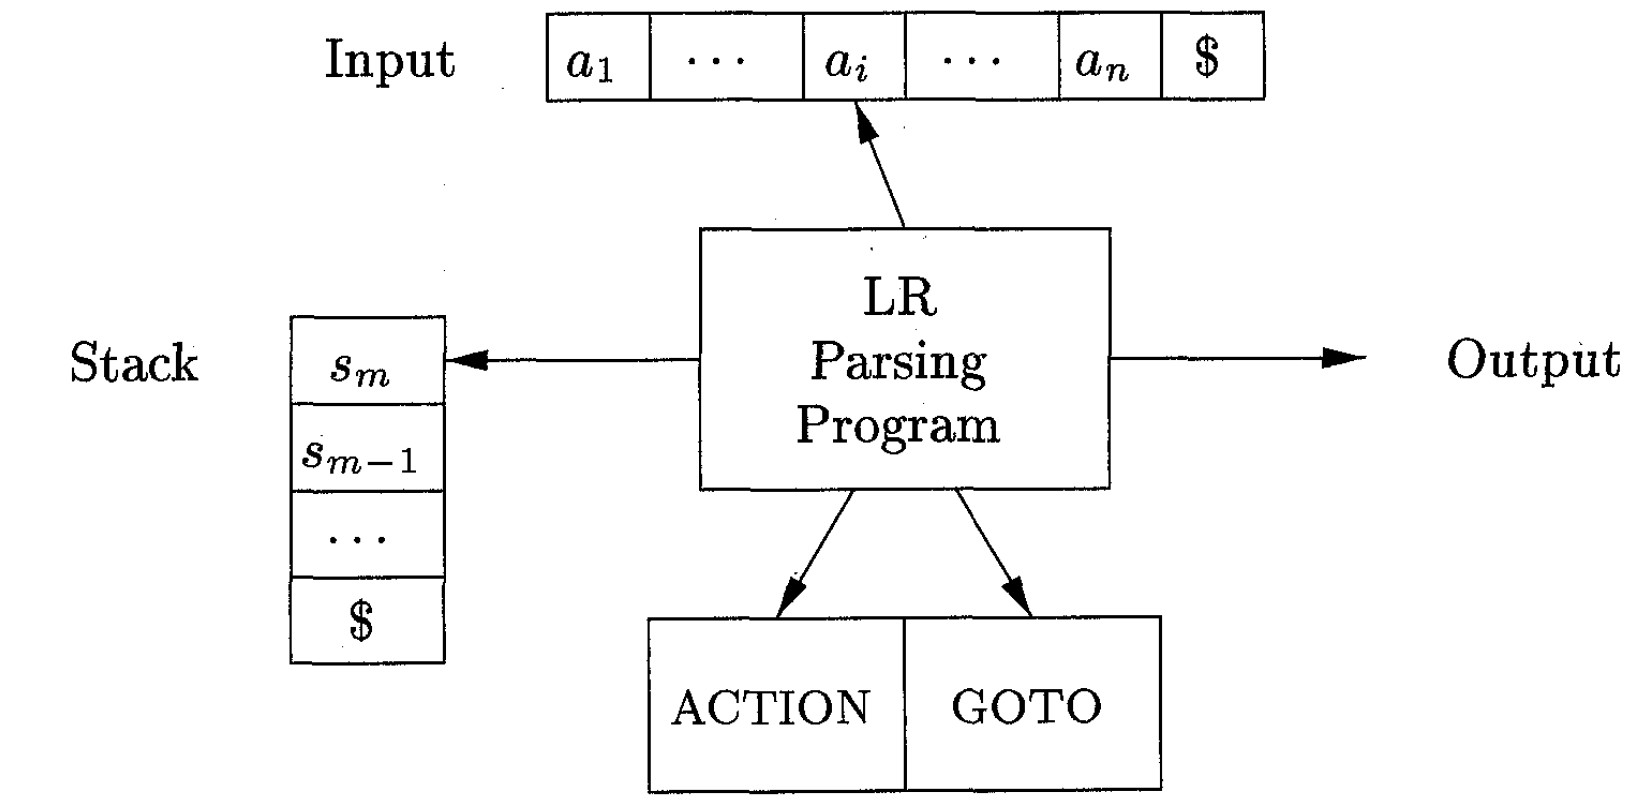 Input a₁ ··· aᵢ ··· aₙ $
LR
Parsing
Program
Stack
sₘ
sₘ₋₁
···
$
Output
ACTION GOTO